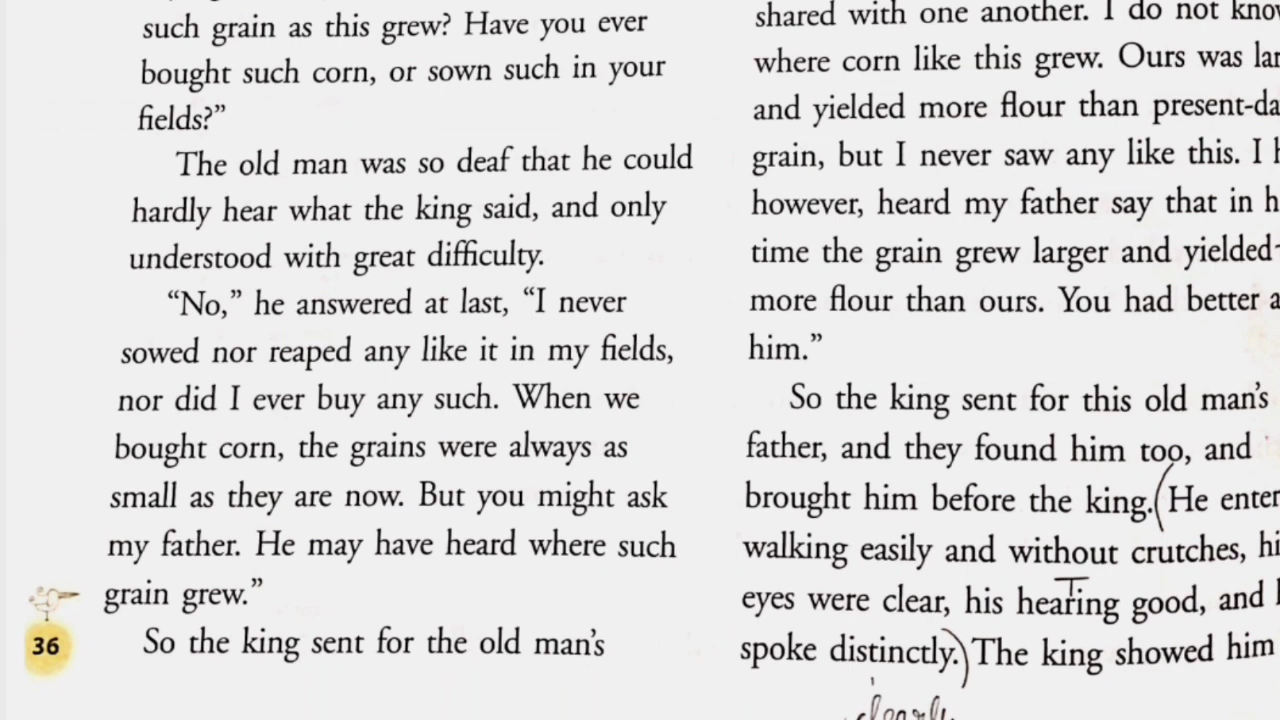 such grain as this grew? Have you ever
bought such corn, or sown such in your
fields?”
The old man was so deaf that he could
hardly hear what the king said, and only
understood with great difficulty.
“No,” he answered at last, “I never
sowed nor reaped any like it in my fields,
nor did I ever buy any such. When we
bought corn, the grains were always as
small as they are now. But you might ask
my father. He may have heard where such
grain grew.”
So the king sent for the old man’s
36
shared with one another. I do not
where corn like this grew. Ours was
and yielded more flour than
grain, but I never saw any like this. I
however, heard my father say that in
time the grain grew larger and yielded
more flour than ours. You had better
him.”
So the king sent for this old man’s
father, and they found him too, and
brought him before the king. (He
walking easily and without crutches,
eyes were clear, his hearing good, and
spoke distinctly.) The king showed him